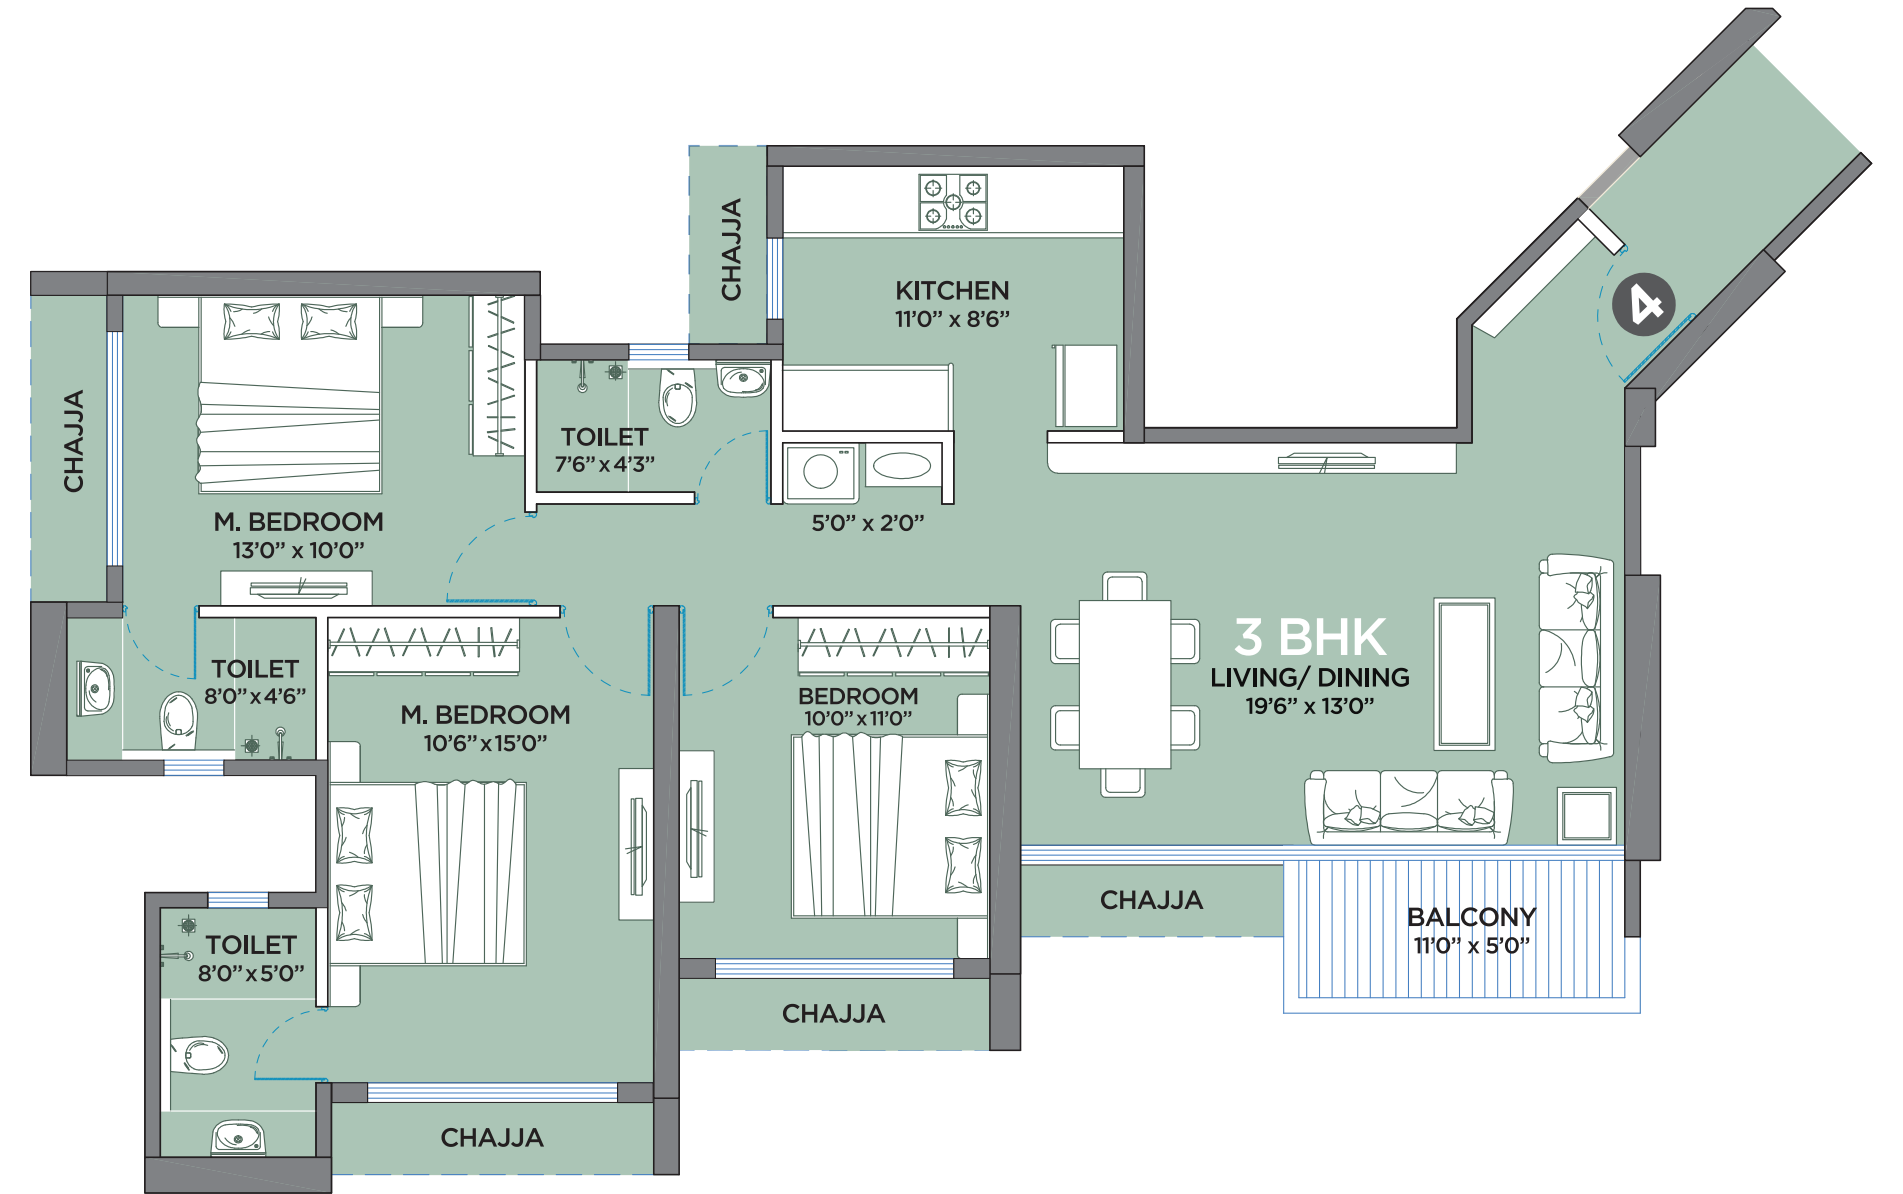 4
CHAJJA
KITCHEN
11’0” x 8’6”
CHAJJA
TOILET
7’6” x 4’3”
M. BEDROOM
13’0” x 10’0”
5’0” x 2’0”
3 BHK
LIVING/ DINING
19’6” x 13’0”
TOILET
8’0” x 4’6”
M. BEDROOM
10’6” x 15’0”
BEDROOM
10’0” x 11’0”
CHAJJA
BALCONY
11’0” x 5’0”
TOILET
8’0” x 5’0”
CHAJJA
CHAJJA